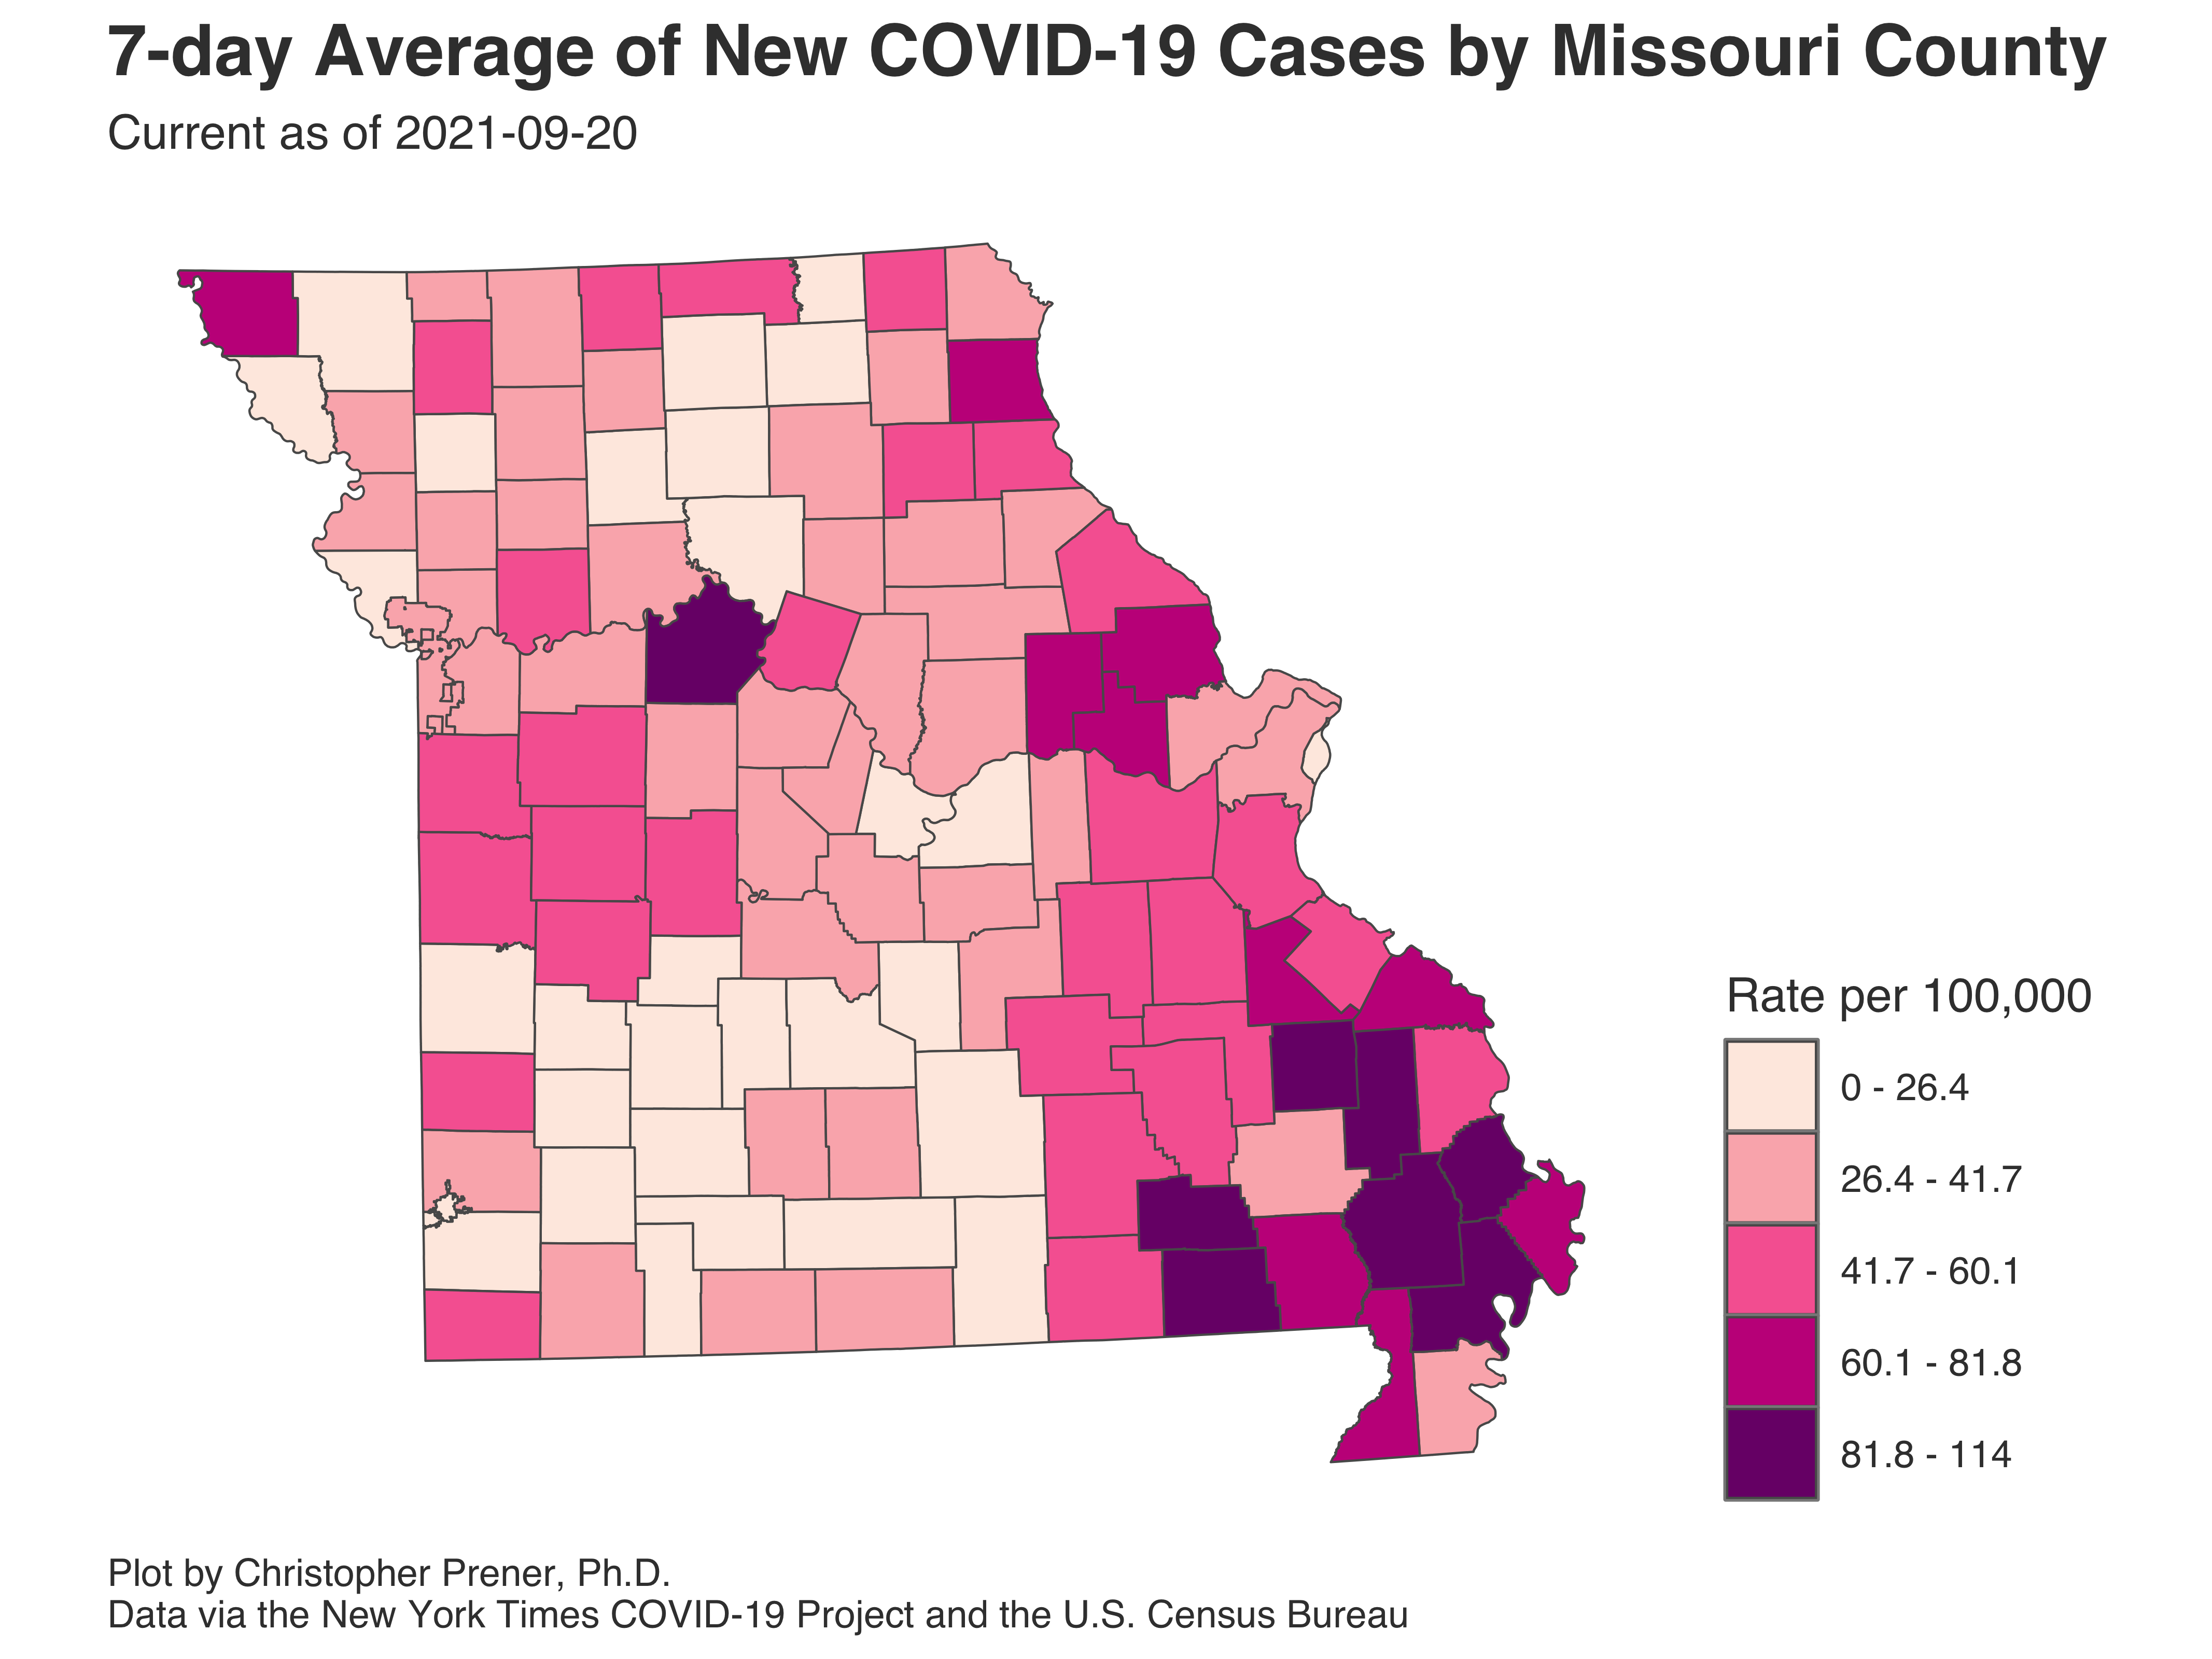 7-day Average of New COVID-19 Cases by Missouri County
Current as of 2021-09-20
Rate per 100,000
0 - 26.4
26.4 - 41.7
41.7 - 60.1
60.1 - 81.8
81.8 - 114
Plot by Christopher Prener, Ph.D.
Data via the New York Times COVID-19 Project and the U.S. Census Bureau